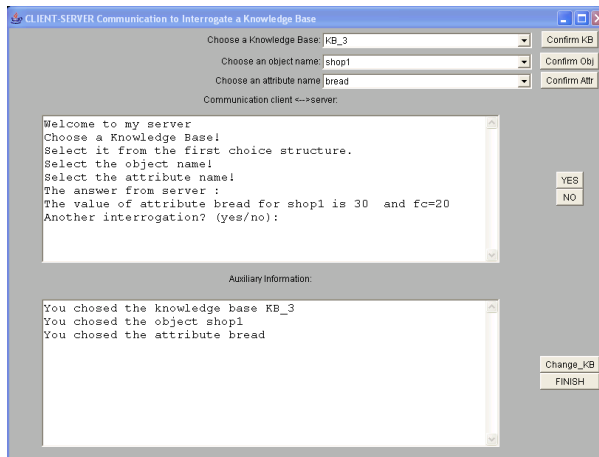 CLIENT-SERVER Communication to Interrogate a Knowledge Base
Choose a Knowledge Base: KB_3 Confirm KB
Choose an object name: shop1 Confirm Obj
Choose an attribute name bread Confirm Attr
Communication client <-->server:
Welcome to my server
Choose a Knowledge Base!
Select it from the first choice structure.
Select the object name!
Select the attribute name!
The answer from server :
The value of attribute bread for shop1 is 30 and fc=20
Another interrogation? (yes/no):
YES
NO
Auxiliary Information:
You chosed the knowledge base KB_3
You chosed the object shop1
You chosed the attribute bread
Change_KB
FINISH